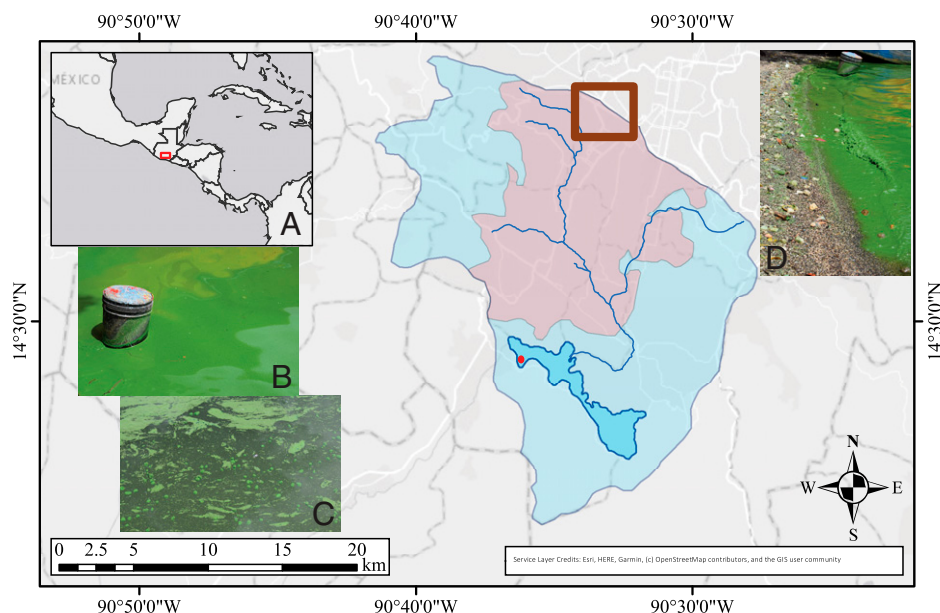 90°50'0"W 90°40'0"W 90°30'0"W
MÉXICO
A
B
C
D
14°30'0"N
14°30'0"N
N
W E
S
0 2.5 5 10 15 20
km
Service Layer Credits: Esri, HERE, Garmin, (c) OpenStreetMap contributors, and the GIS user community
90°50'0"W 90°40'0"W 90°30'0"W